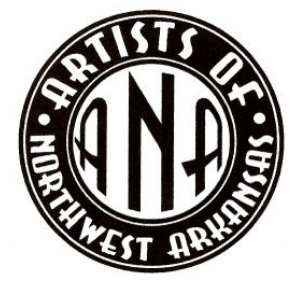 • ARTISTS OF •
ANA
NORTHWEST ARKANSAS